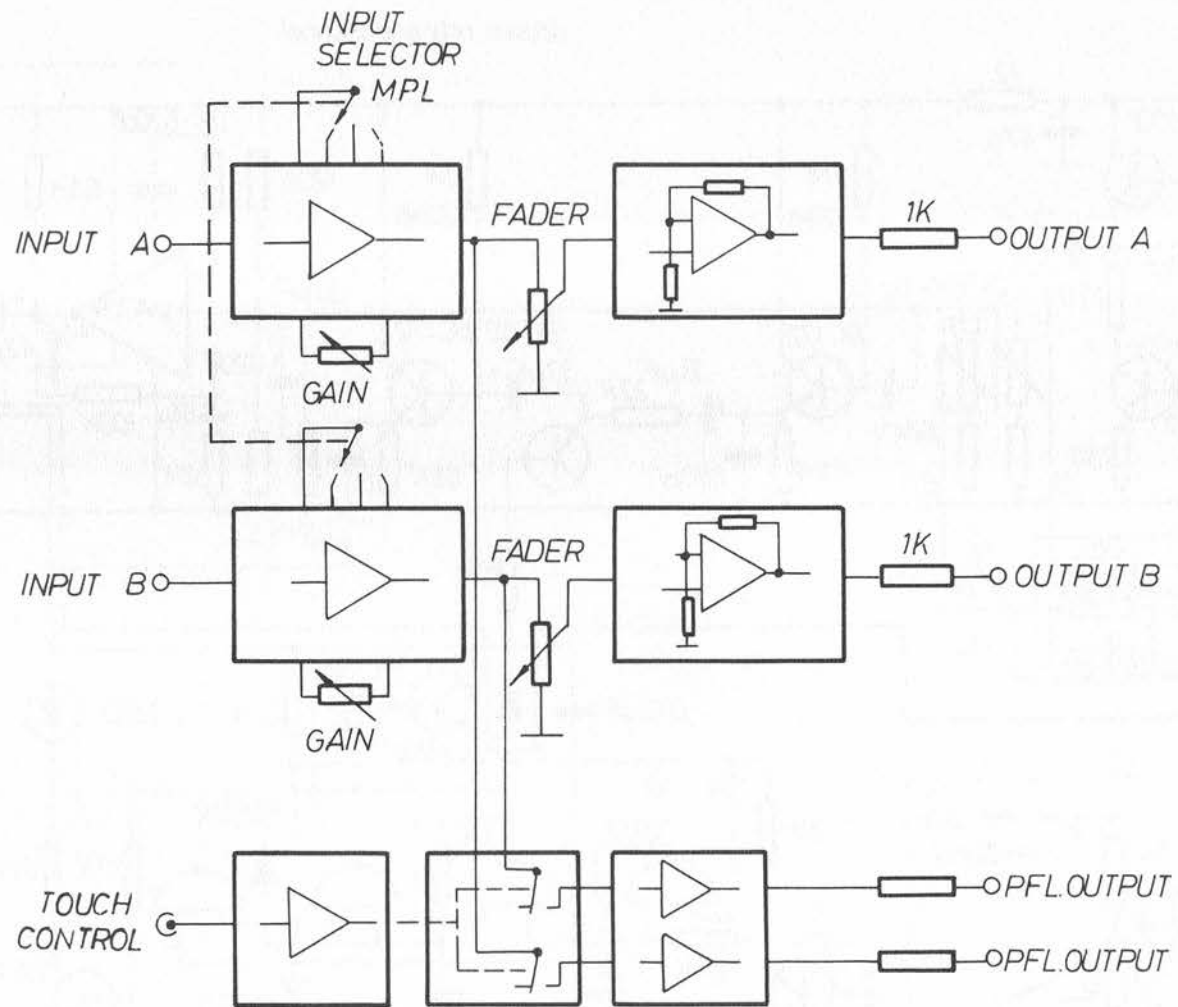 INPUT
SELECTOR
MPL
INPUT A
FADER
1K
OUTPUT A
GAIN
INPUT B
FADER
1K
OUTPUT B
GAIN
TOUCH
CONTROL
PFL.OUTPUT
PFL.OUTPUT